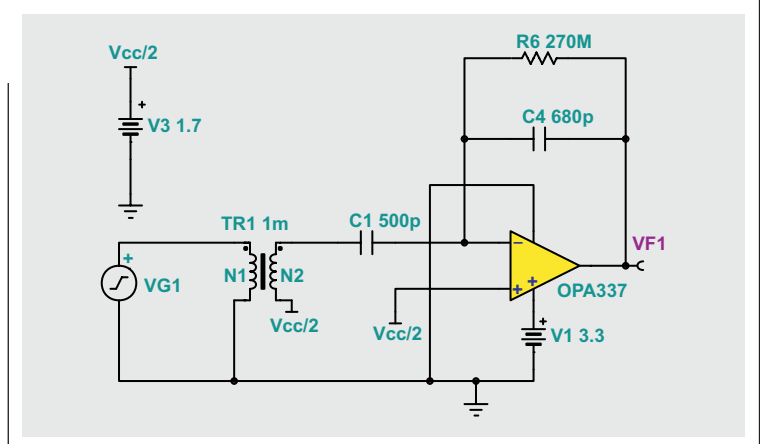 Vcc/2
V3 1.7
R6 270M
C4 680p
TR1 1m
C1 500p
VF1
VG1
N1
N2
OPA337
Vcc/2
Vcc/2
V1 3.3